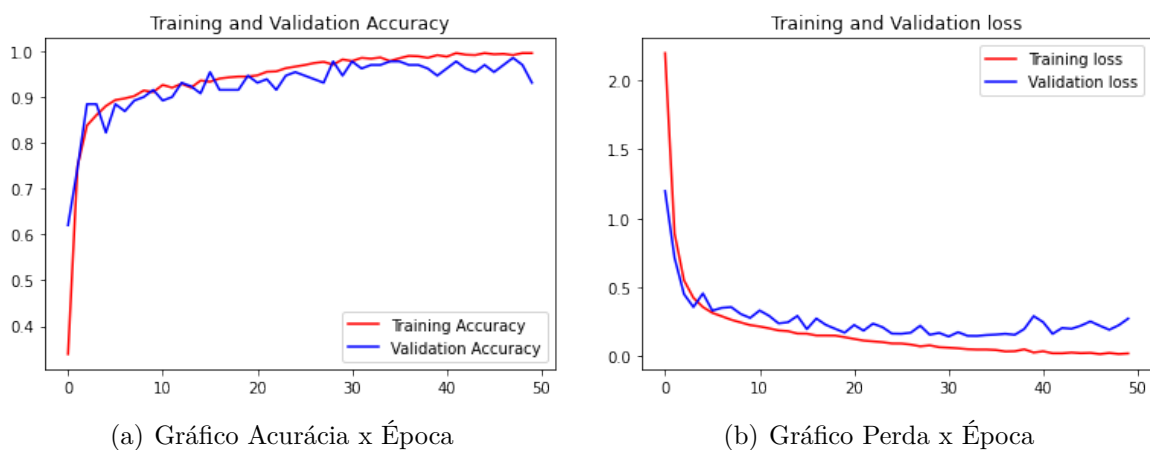 Training and Validation Accuracy
1.0
0.9
0.8
0.7
0.6
0.5
0.4
Training Accuracy
Validation Accuracy
0 10 20 30 40 50
(a) Gráfico Acurácia x Época
Training and Validation loss
2.0
1.5
1.0
0.5
0.0
Training loss
Validation loss
0 10 20 30 40 50
(b) Gráfico Perda x Época